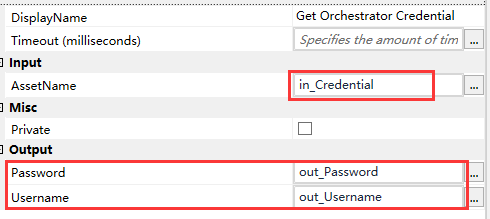 DisplayName Get Orchestrator Credential
Timeout (milliseconds) Specifies the amount of tim ...
Input
AssetName in_Credential ...
Misc
Private
Output
Password out_Password ...
Username out_Username ...